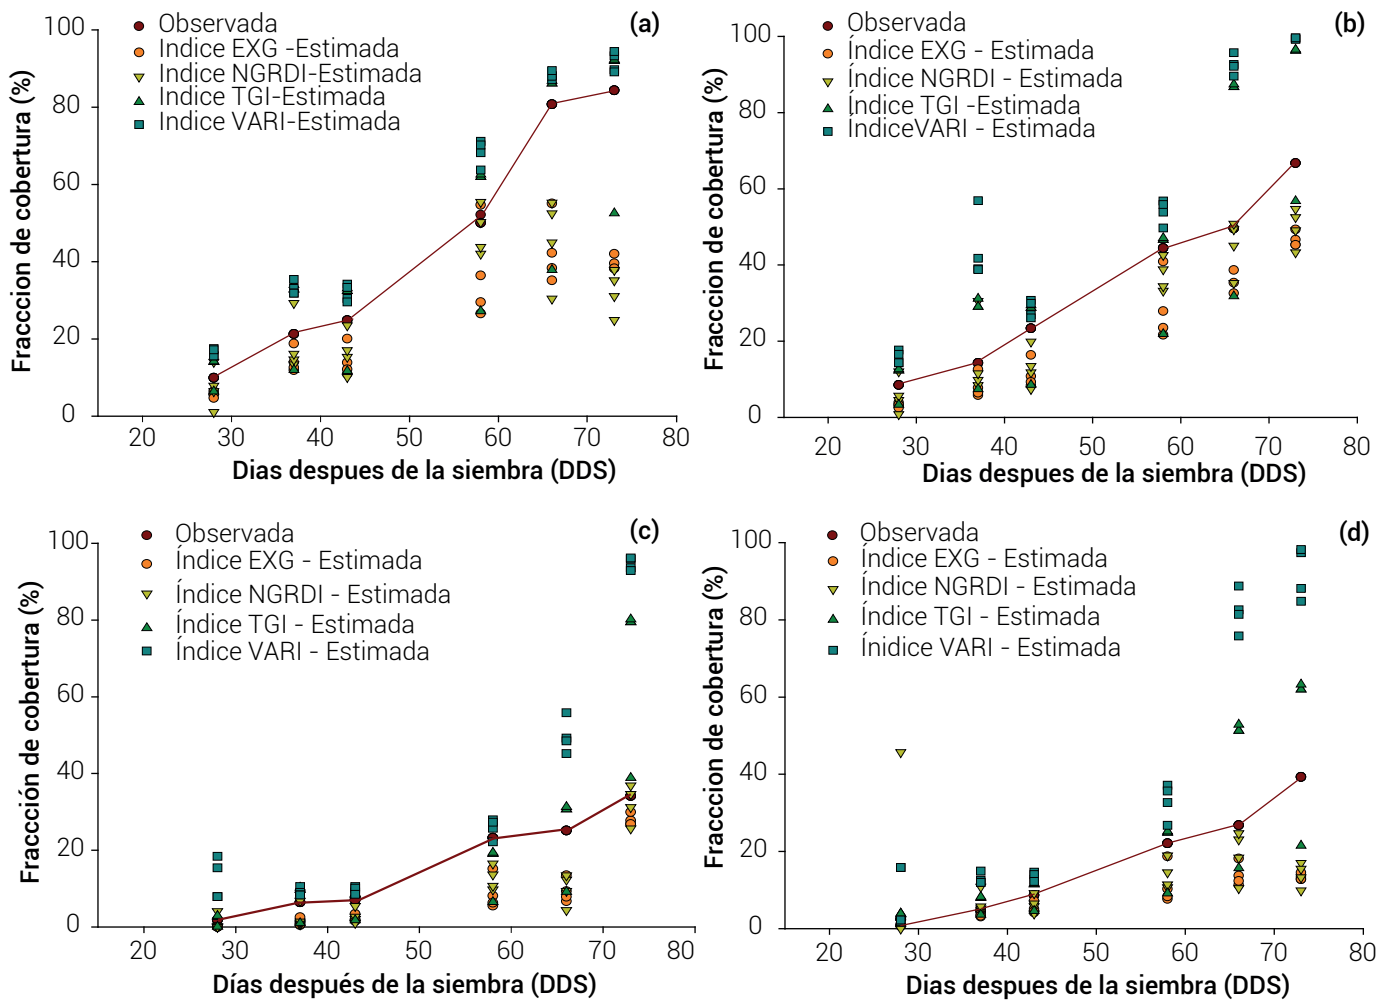 Observada
Indice EXG -Estimada
Indice NGRDI-Estimada
Indice TGI-Estimada
Indice VARI-Estimada
(a)
Fracccion de cobertura (%)
100
80
60
40
20
0
20 30 40 50 60 70 80
Dias despues de la siembra (DDS)
Observada
Índice EXG - Estimada
Índice NGRDI - Estimada
Índice TGI - Estimada
ÍndiceVARI - Estimada
(b)
Fracccion de cobertura (%)
100
80
60
40
20
0
20 30 40 50 60 70 80
Dias despues de la siembra (DDS)
Observada
Índice EXG - Estimada
Índice NGRDI - Estimada
Índice TGI - Estimada
Índice VARI - Estimada
(c)
Fraccción de cobertura (%)
100
80
60
40
20
0
20 30 40 50 60 70 80
Días después de la siembra (DDS)
Observada
Índice EXG - Estimada
Índice NGRDI - Estimada
Índice TGI - Estimada
Ínidice VARI - Estimada
(d)
Fracccion de cobertura (%)
100
80
60
40
20
0
20 30 40 50 60 70 80
Dias despues de la siembra (DDS)